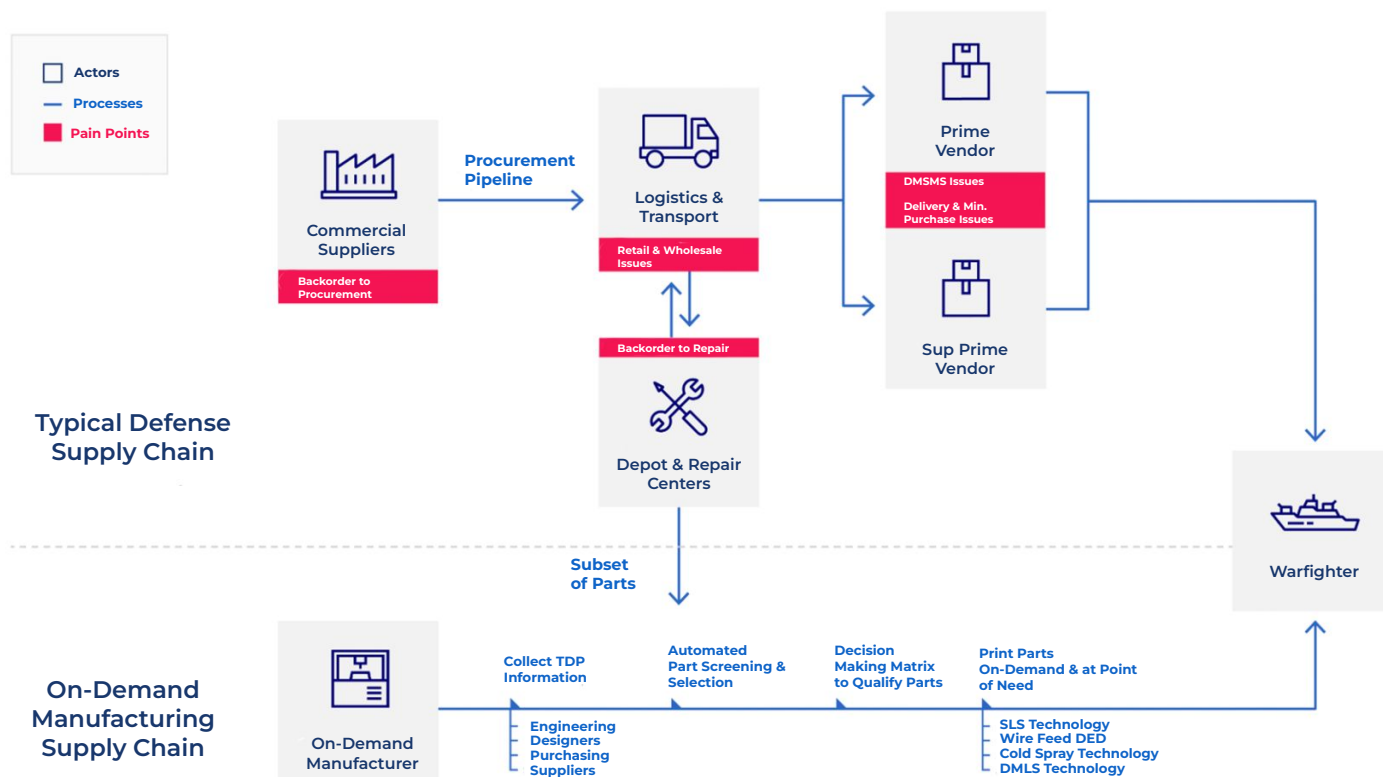 Actors
Processes
Pain Points
Commercial
Suppliers
Backorder to
Procurement
Procurement
Pipeline
Logistics &
Transport
Retail & Wholesale
Issues
Backorder to Repair
Depot & Repair
Centers
Prime
Vendor
DMSMS Issues
Delivery & Min.
Purchase Issues
Sup Prime
Vendor
Typical Defense
Supply Chain
Warfighter
Subset
of Parts
On-Demand
Manufacturing
Supply Chain
On-Demand
Manufacturer
Collect TDP
Information
Engineering
Designers
Purchasing
Suppliers
Automated
Part Screening &
Selection
Decision
Making Matrix
to Qualify Parts
Print Parts
On-Demand & at Point
of Need
SLS Technology
Wire Feed DED
Cold Spray Technology
DMLS Technology